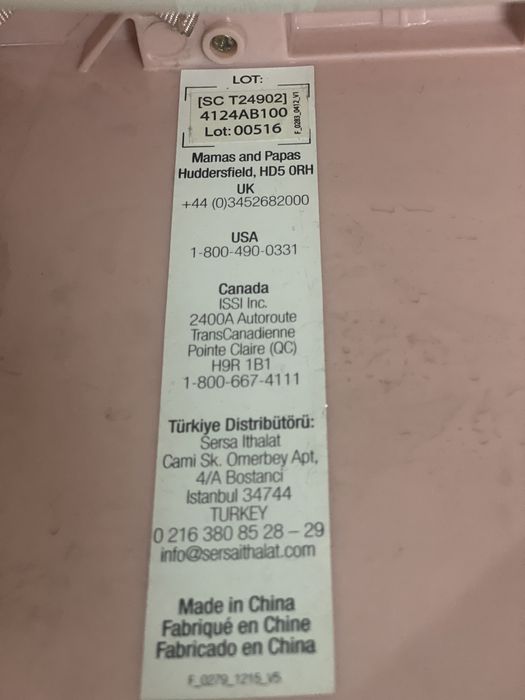 LOT:
[SC T24902]
4124AB100
Lot: 00516
F_0283_0412_V1
Mamas and Papas
Huddersfield, HD5 0RH
UK
+44 (0)3452682000
USA
1-800-490-0331
Canada
ISSI Inc.
2400A Autoroute
TransCanadienne
Pointe Claire (QC)
H9R 1B1
1-800-667-4111
Türkiye Distribütörü:
Sersa Ithalat
Cami Sk. Omerbey Apt,
4/A Bostanci
Istanbul 34744
TURKEY
0 216 380 85 28 – 29
info@sersaithalat.com
Made in China
Fabriqué en Chine
Fabricado en China
F_0279_1215_V5